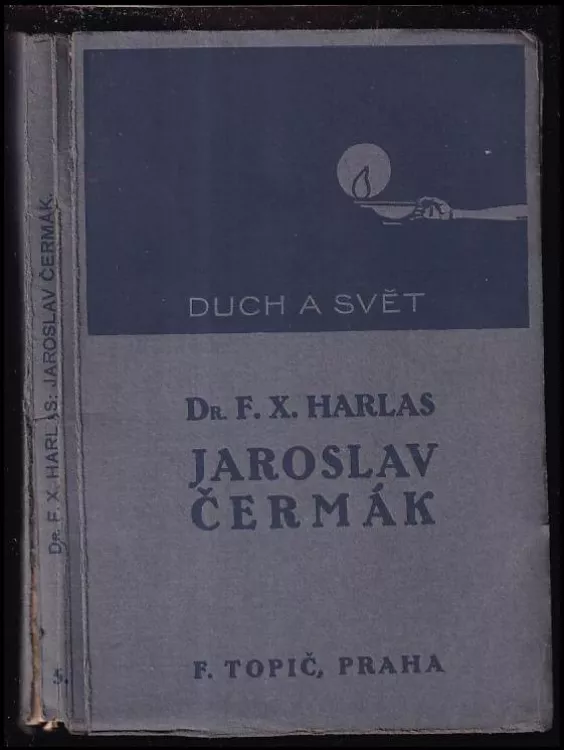 DUCH A SVĚT
DR. F. X. HARLAS
JAROSLAV
ČERMÁK
F. TOPIČ, PRAHA
DR. F. X. HARLAS: JAROSLAV ČERMÁK.
5.